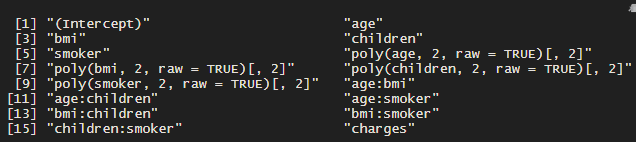 [1] "(Intercept)" "age"
[3] "bmi" "children"
[5] "smoker" "poly(age, 2, raw = TRUE)[, 2]"
[7] "poly(bmi, 2, raw = TRUE)[, 2]" "poly(children, 2, raw = TRUE)[, 2]"
[9] "poly(smoker, 2, raw = TRUE)[, 2]" "age:bmi"
[11] "age:children" "age:smoker"
[13] "bmi:children" "bmi:smoker"
[15] "children:smoker" "charges"